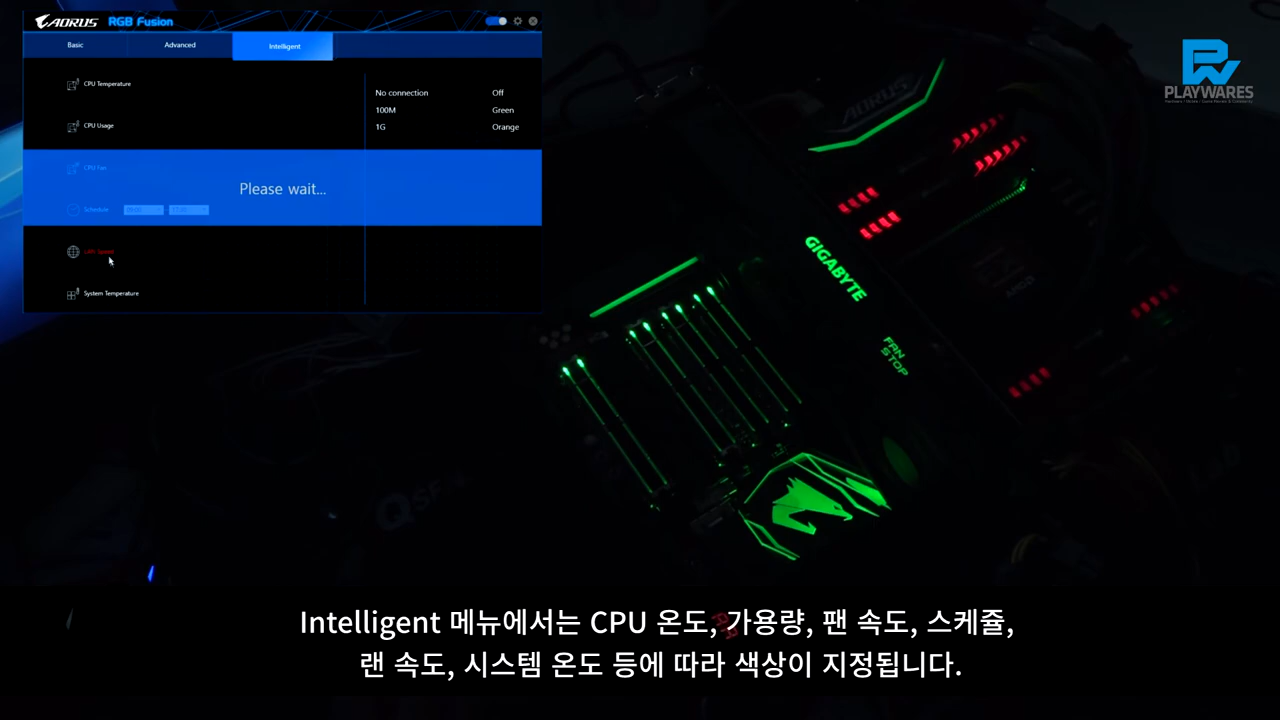 AORUS RGB Fusion
Basic Advanced Intelligent
CPU Temperature
No connection Off
100M Green
CPU Usage
1G Orange
CPU Fan
Please wait...
Schedule
LAN Speed
System Temperature
PLAYWARES
AORUS
GIGABYTE
FAN
STOP
AMD
Intelligent 메뉴에서는 CPU 온도, 가용량, 팬 속도, 스케쥴,
랜 속도, 시스템 온도 등에 따라 색상이 지정됩니다.